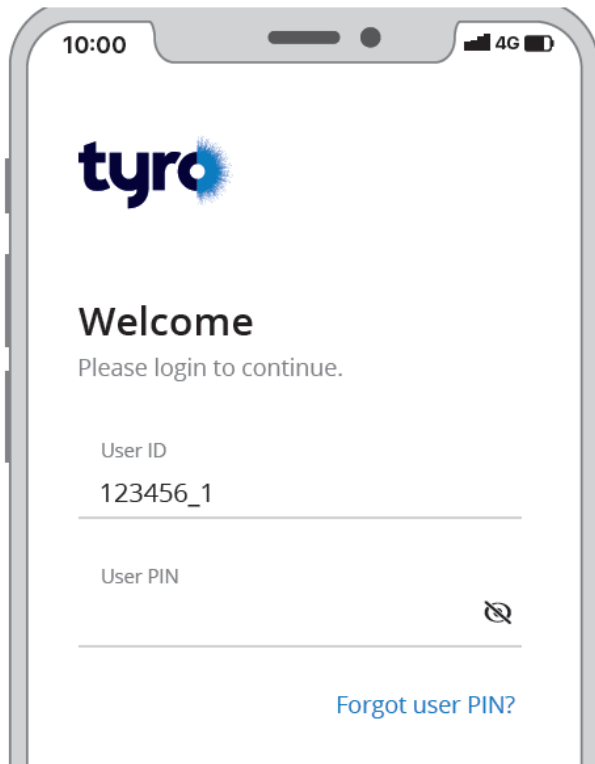 10:00
4G
tyro
Welcome
Please login to continue.
User ID
123456_1
User PIN
Forgot user PIN?